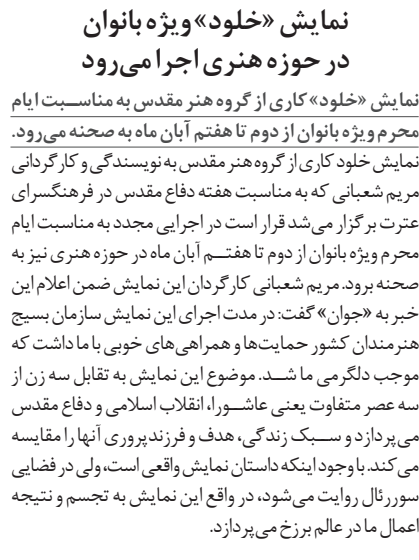 نمایش «خلود» ویژه بانوان
در حوزه هنری اجرا می‌رود
نمایش «خلود» کاری از گروه هنر مقدس به مناسبت ایام
محرم ویژه بانوان از دوم تا هفتم آبان ماه به صحنه می‌رود.
نمایش خلود کاری از گروه هنر مقدس به نویسندگی و کارگردانی
مریم شعبانی که به مناسبت هفته دفاع مقدس در فرهنگسرای
عترت برگزار می‌شد قرار است در اجرایی مجدد به مناسبت ایام
محرم ویژه بانوان از دوم تا هفتم آبان ماه در حوزه هنری نیز به
صحنه برود. مریم شعبانی کارگردان این نمایش ضمن اعلام این
خبر به «جوان» گفت: در مدت اجرای این نمایش سازمان بسیج
هنرمندان کشور حمایت‌ها و همراهی‌های خوبی با ما داشت که
موجب دلگرمی ما شد. موضوع این نمایش به تقابل سه زن از
سه عصر متفاوت یعنی عاشورا، انقلاب اسلامی و دفاع مقدس
می‌پردازد و سبک زندگی، هدف و فرزندپروری آنها را مقایسه
می‌کند. با وجود اینکه داستان نمایش واقعی است، ولی در فضایی
سوررئال روایت می‌شود، در واقع این نمایش به تجسم و نتیجه
اعمال ما در عالم برزخ می‌پردازد.